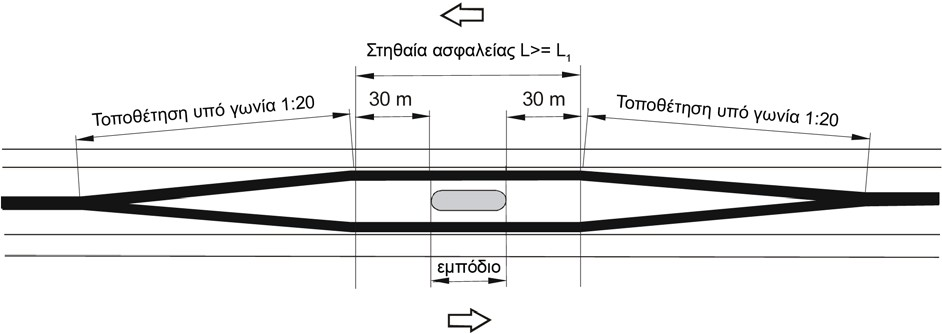 Στηθαία ασφαλείας L>= L₁
Τοποθέτηση υπό γωνία 1:20
30 m
30 m
Τοποθέτηση υπό γωνία 1:20
εμπόδιο